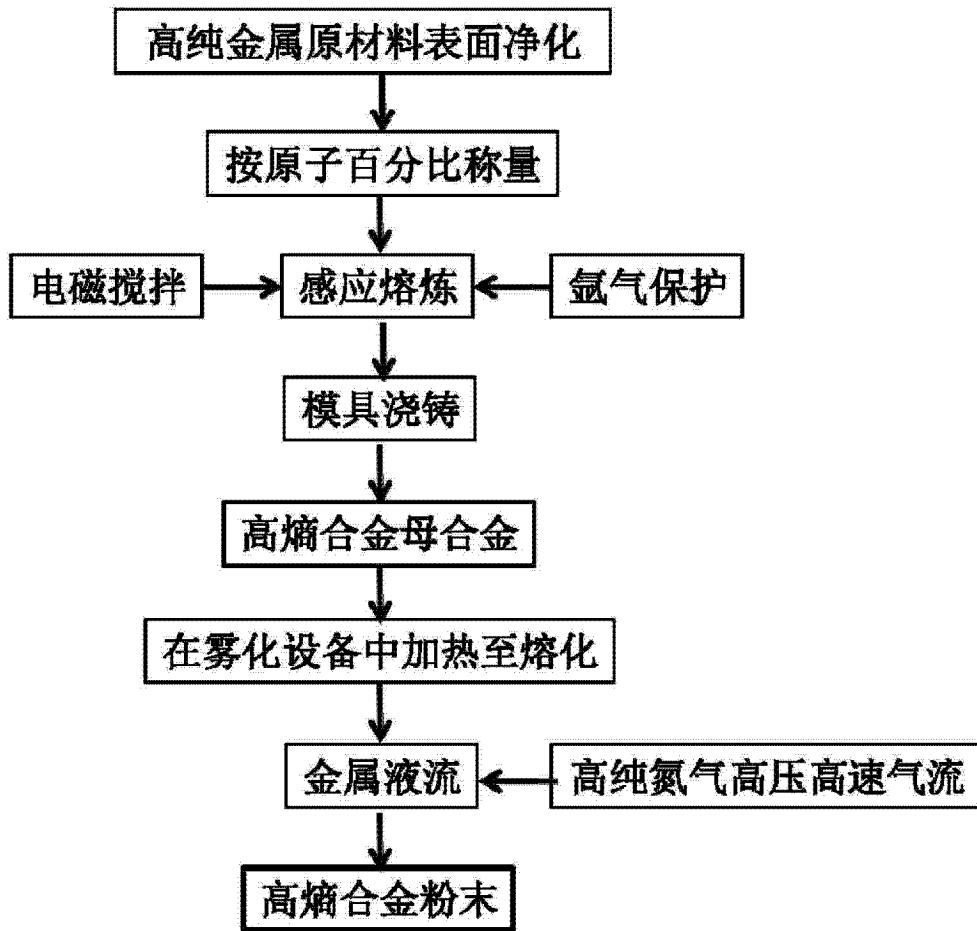 高纯金属原材料表面净化
按原子百分比称量
电磁搅拌
感应熔炼
氩气保护
模具浇铸
高熵合金母合金
在雾化设备中加热至熔化
金属液流
高纯氮气高压高速气流
高熵合金粉末